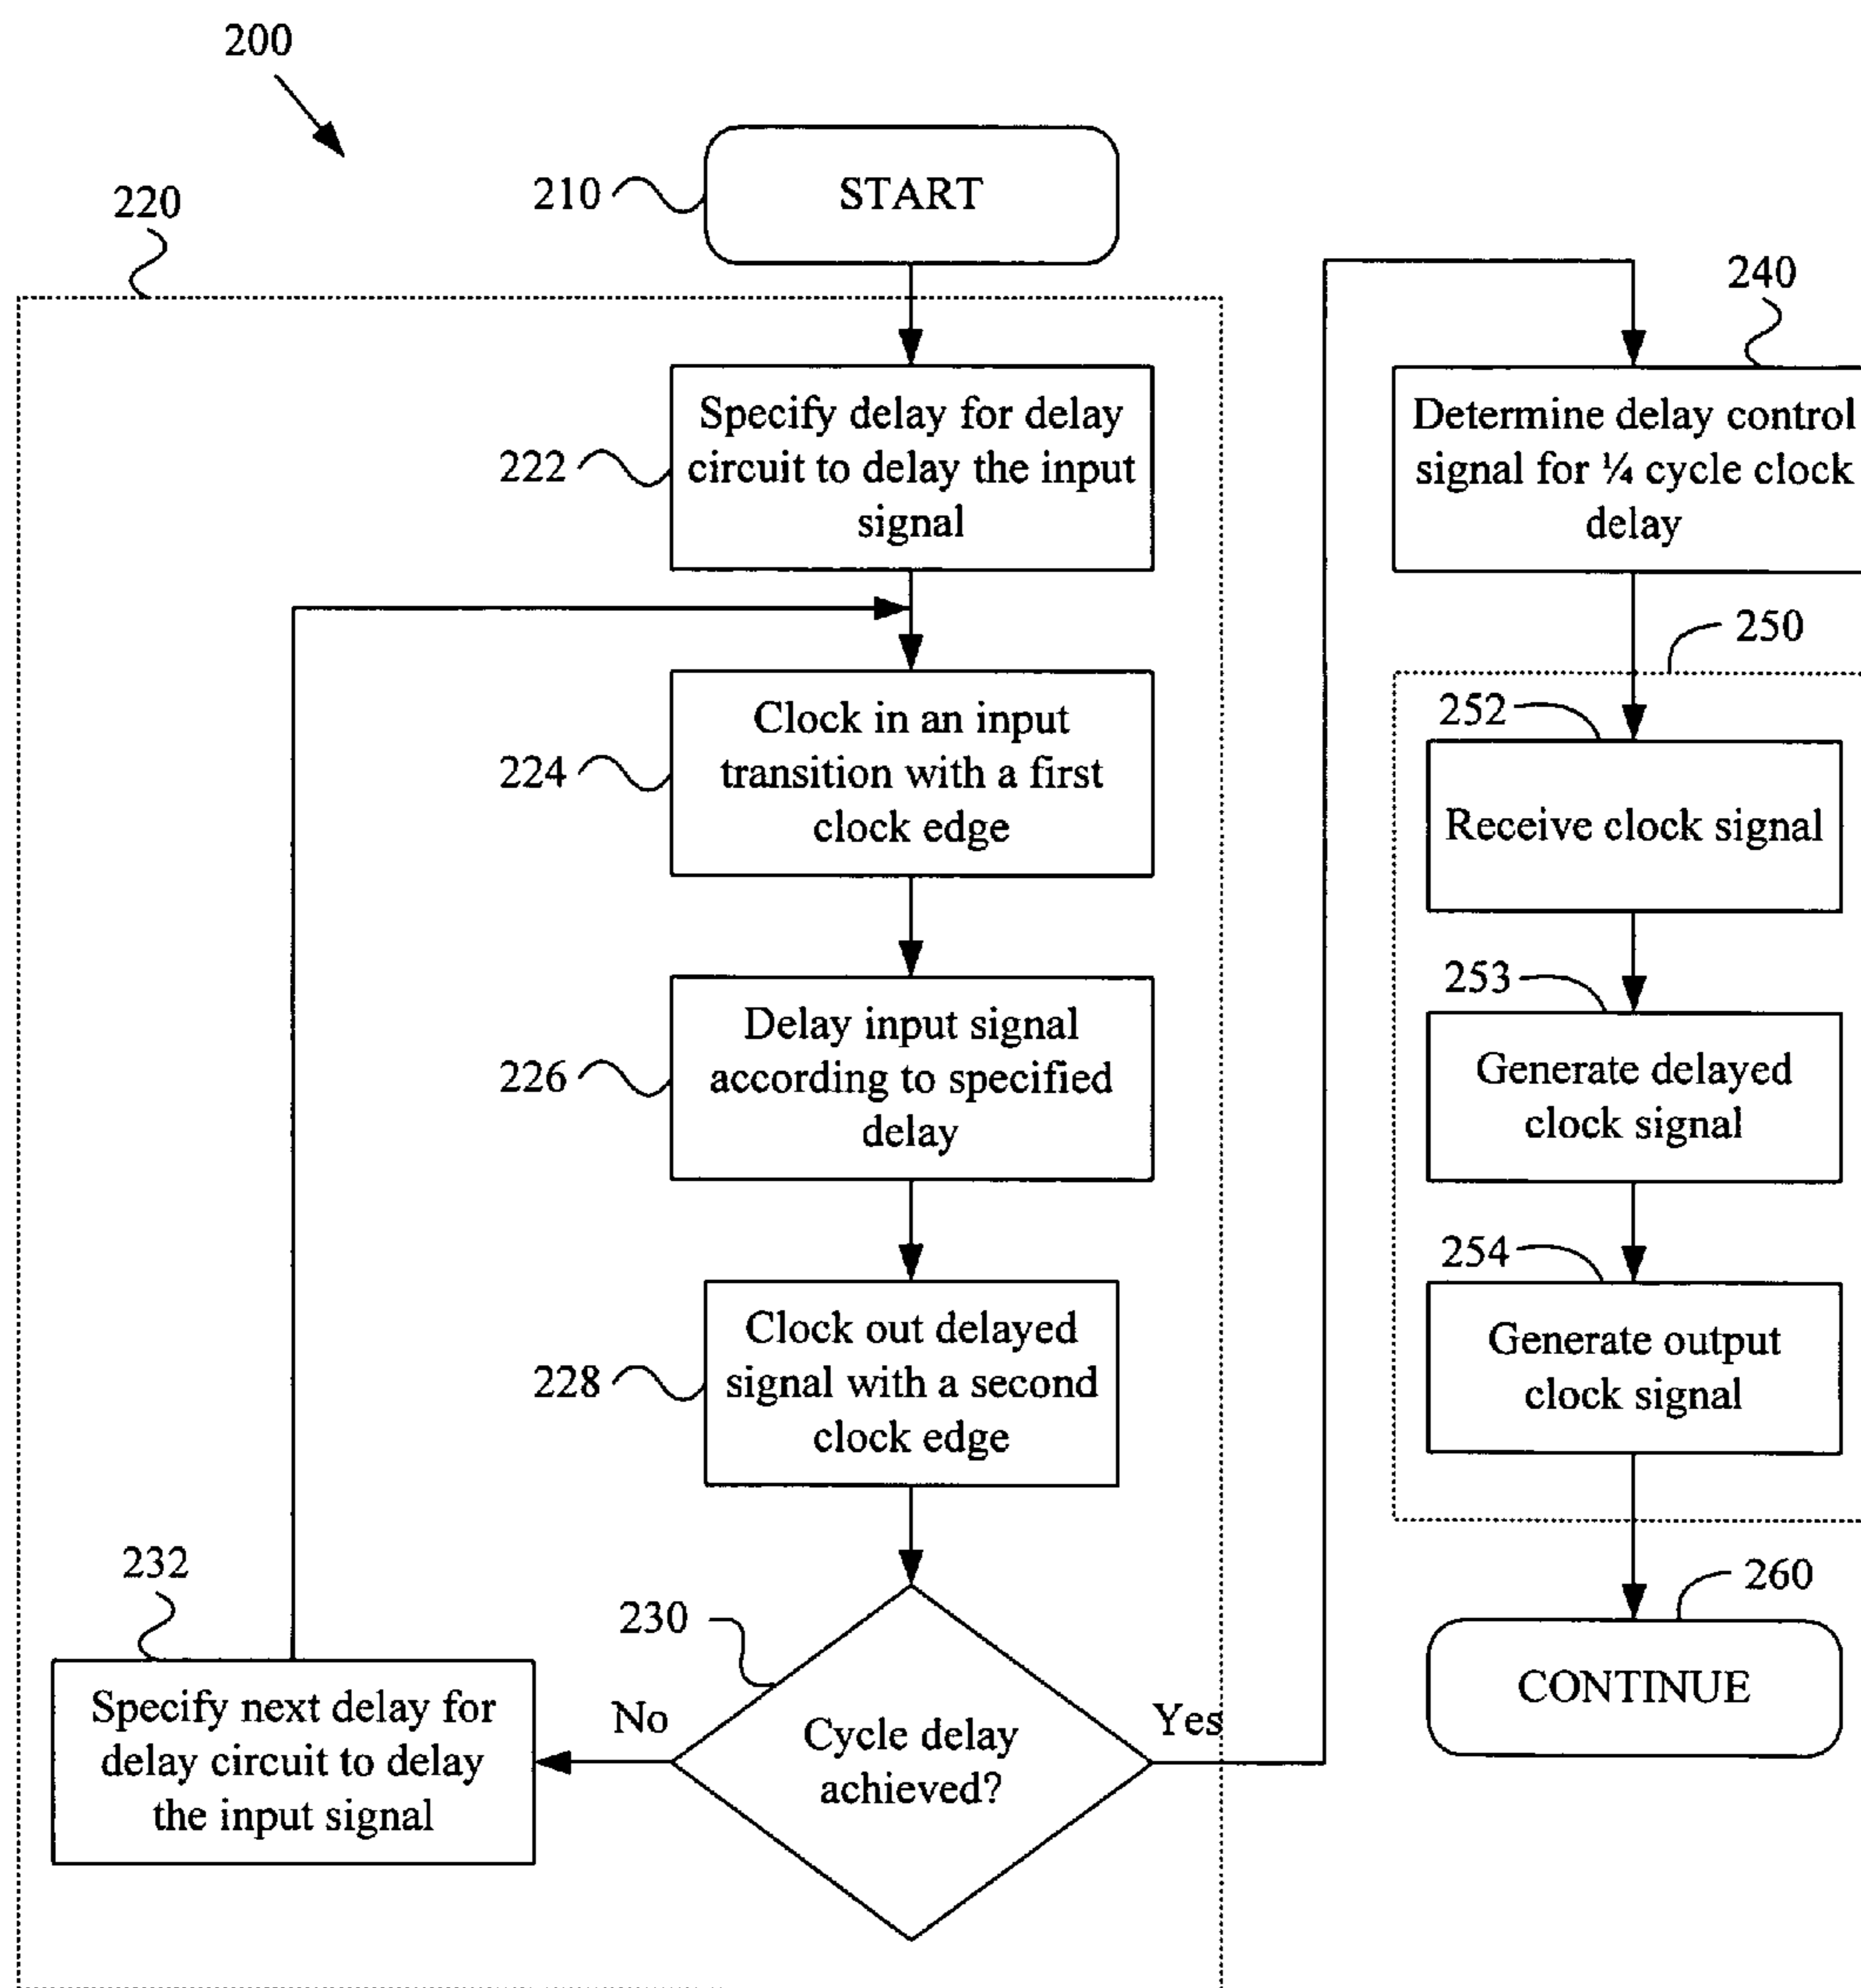 200
210
START
220
222
Specify delay for delay
circuit to delay the input
signal
224
Clock in an input
transition with a first
clock edge
226
Delay input signal
according to specified
delay
228
Clock out delayed
signal with a second
clock edge
230
Cycle delay
achieved?
No
Yes
232
Specify next delay for
delay circuit to delay
the input signal
240
Determine delay control
signal for ¼ cycle clock
delay
250
252
Receive clock signal
253
Generate delayed
clock signal
254
Generate output
clock signal
260
CONTINUE